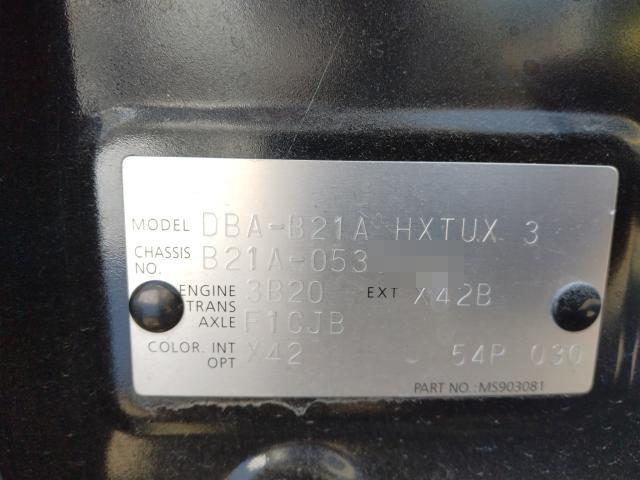 MODEL DBA-B21A HXTUX 3
CHASSIS NO. B21A-053
ENGINE 3B20 EXT X42B
TRANS AXLE F1CJB
COLOR. INT OPT X42 54P 030
PART NO.: MS903081